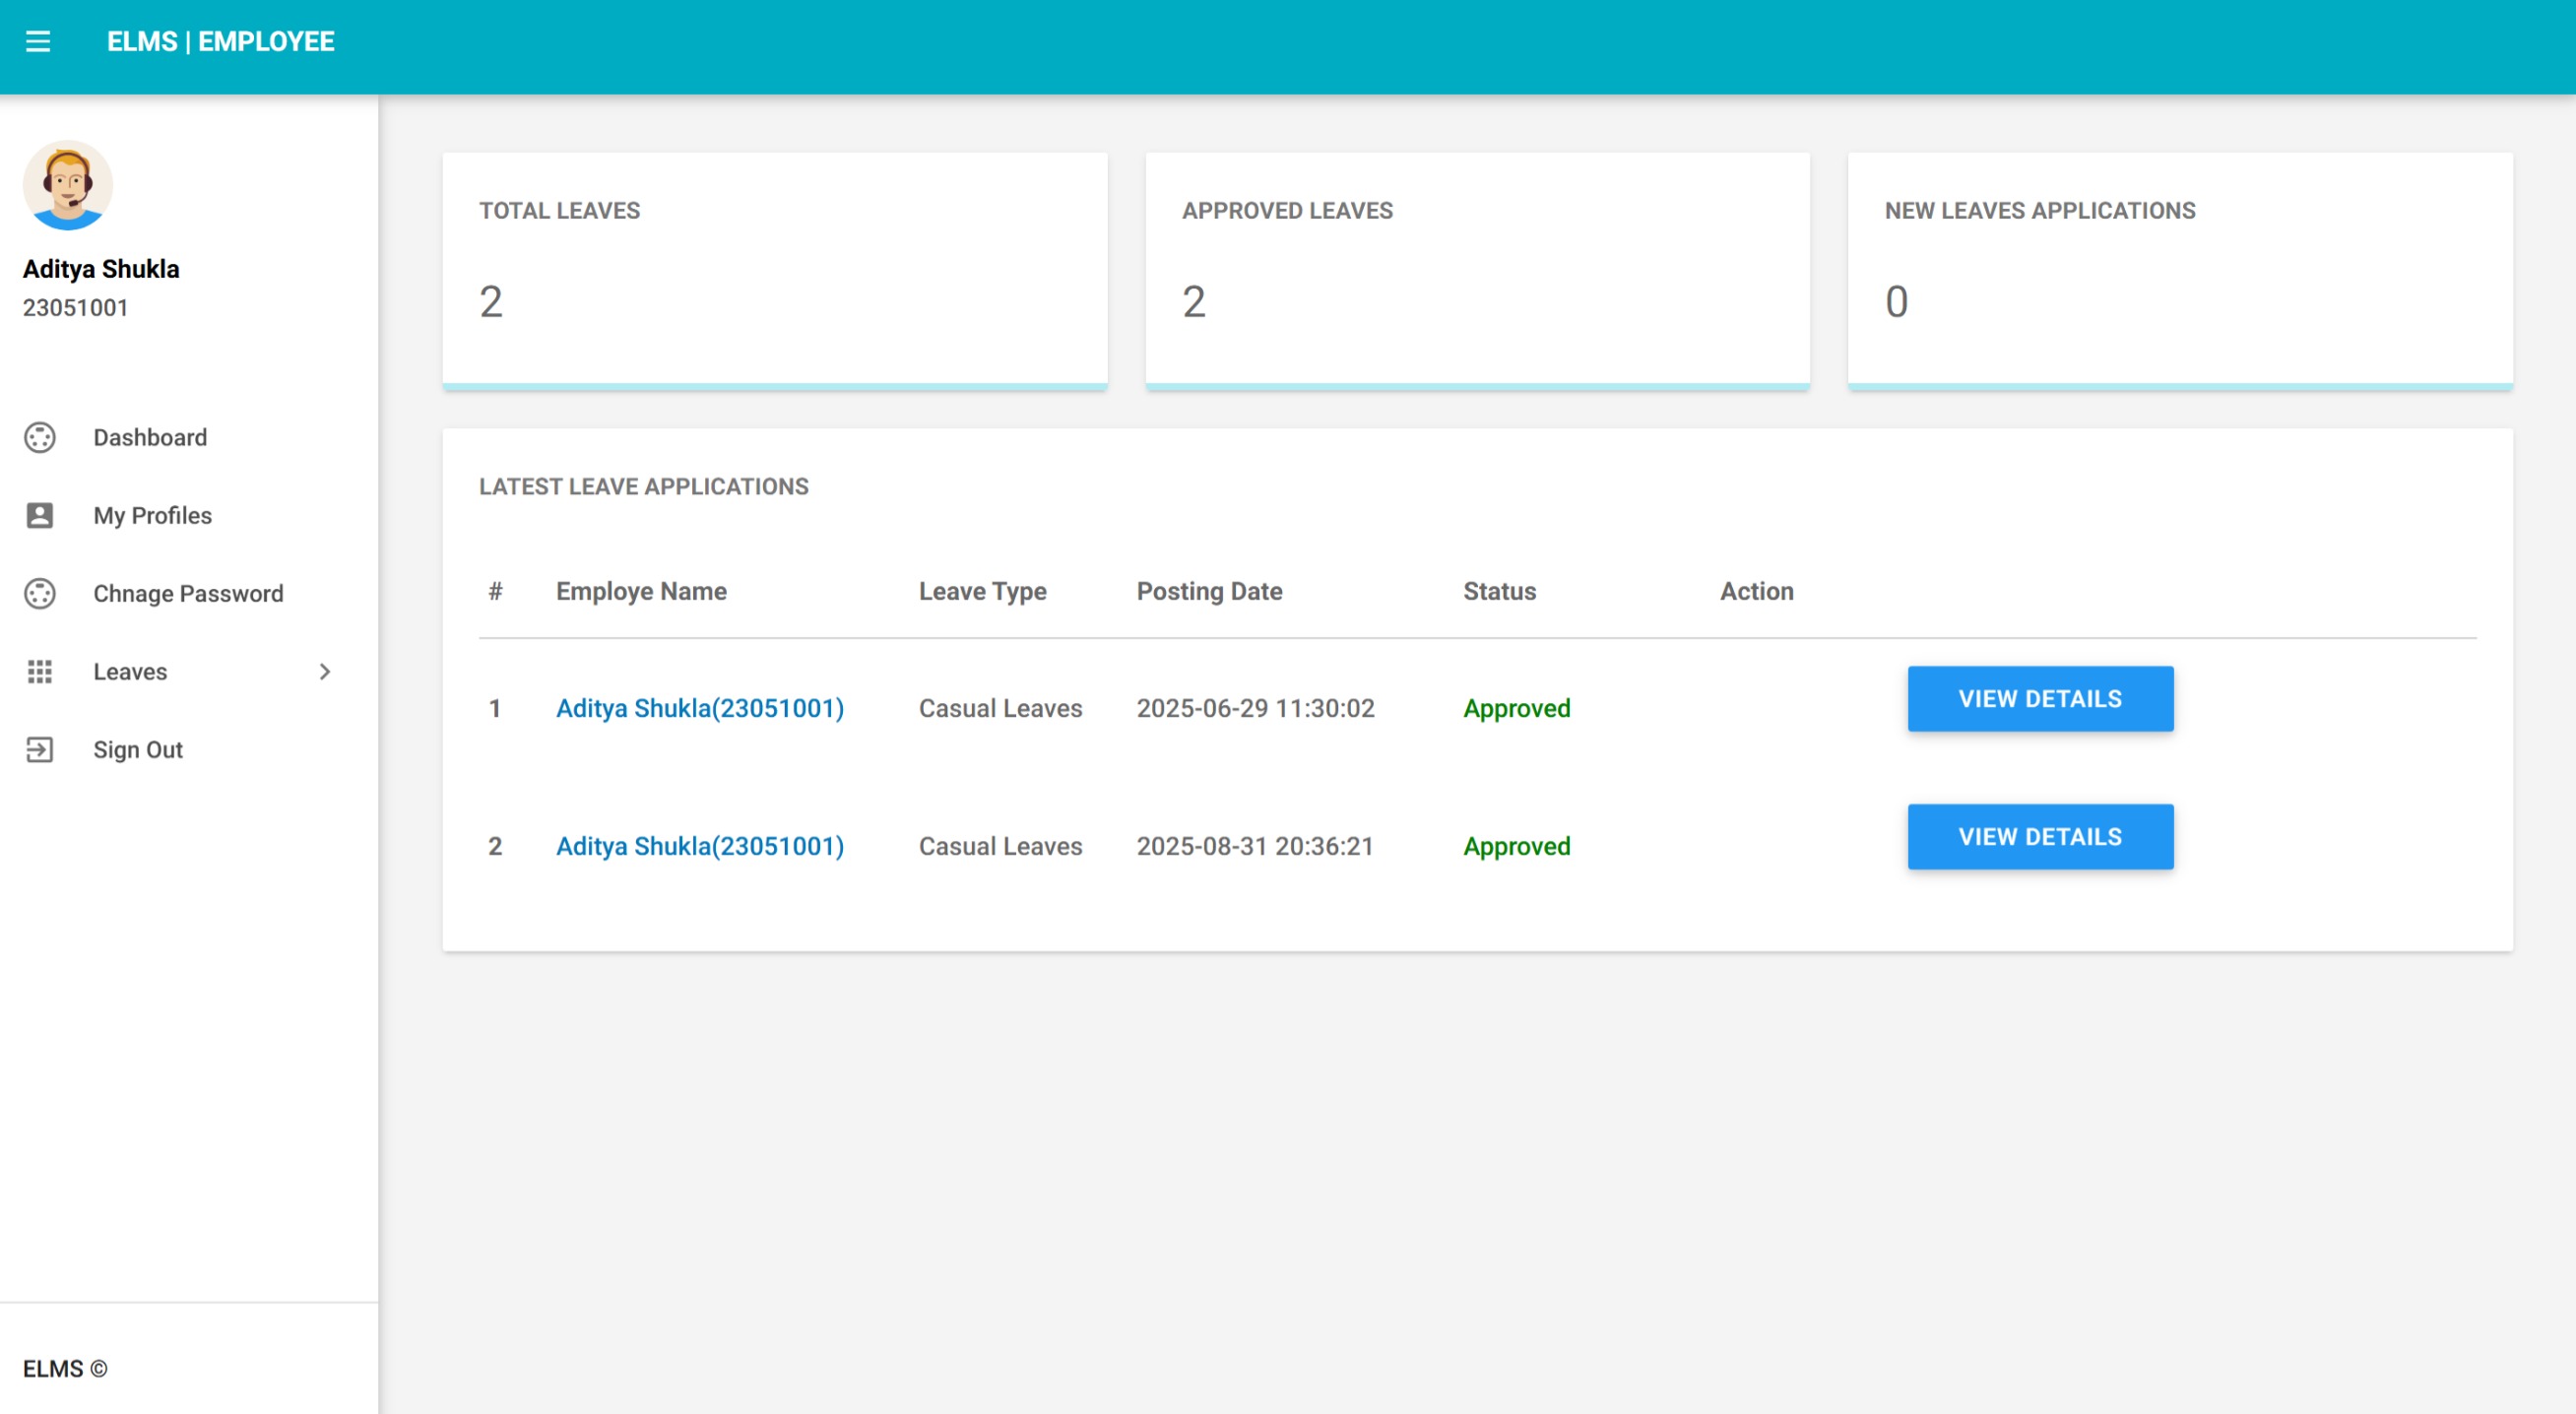 ELMS | EMPLOYEE
Aditya Shukla
23051001
Dashboard
My Profiles
Chnage Password
Leaves
Sign Out
ELMS ©
TOTAL LEAVES
2
APPROVED LEAVES
2
NEW LEAVES APPLICATIONS
0
LATEST LEAVE APPLICATIONS
# Employe Name Leave Type Posting Date Status Action
1 Aditya Shukla(23051001) Casual Leaves 2025-06-29 11:30:02 Approved VIEW DETAILS
2 Aditya Shukla(23051001) Casual Leaves 2025-08-31 20:36:21 Approved VIEW DETAILS